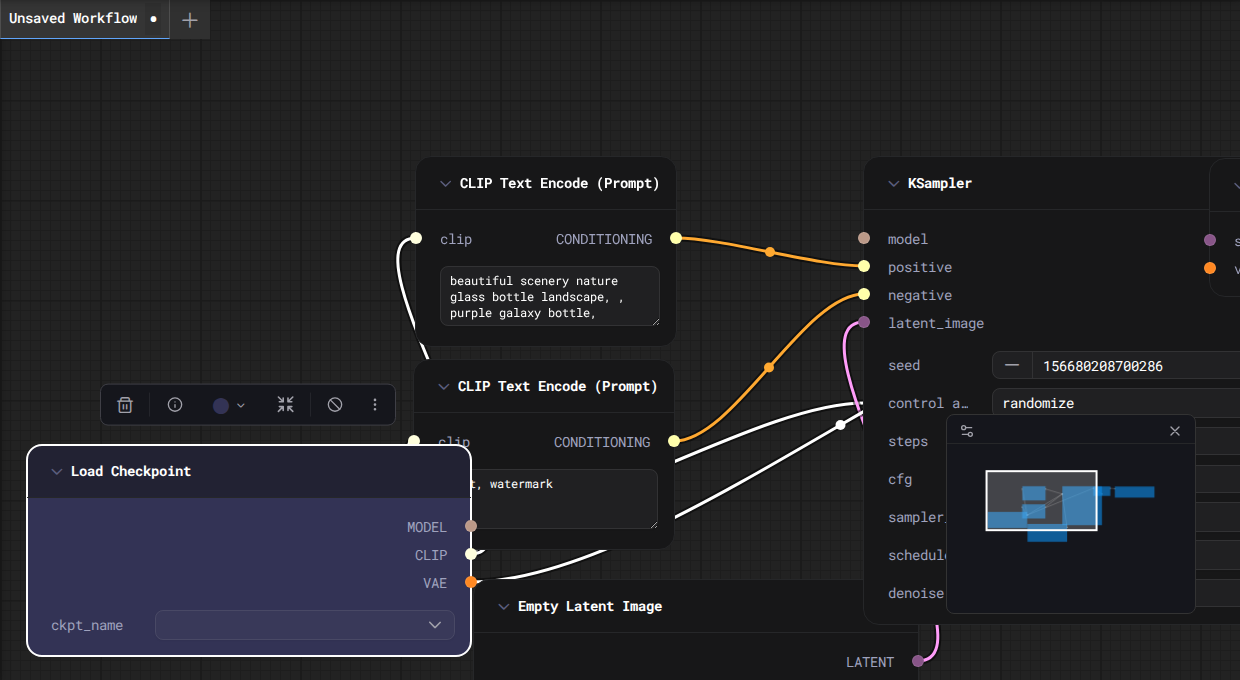 Unsaved Workflow
CLIP Text Encode (Prompt)
clip
CONDITIONING
beautiful scenery nature
glass bottle landscape, ,
purple galaxy bottle,
KSampler
model
positive
negative
latent_image
seed
156680208700286
control a…
randomize
steps
cfg
sampler_
schedule
denoise
CLIP Text Encode (Prompt)
clip
CONDITIONING
t, watermark
Load Checkpoint
MODEL
CLIP
VAE
ckpt_name
Empty Latent Image
LATENT